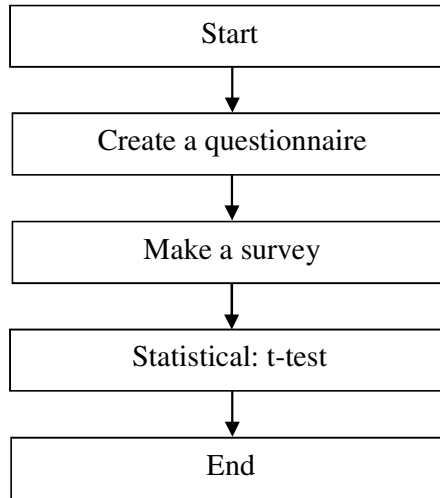 Start
Create a questionnaire
Make a survey
Statistical: t-test
End